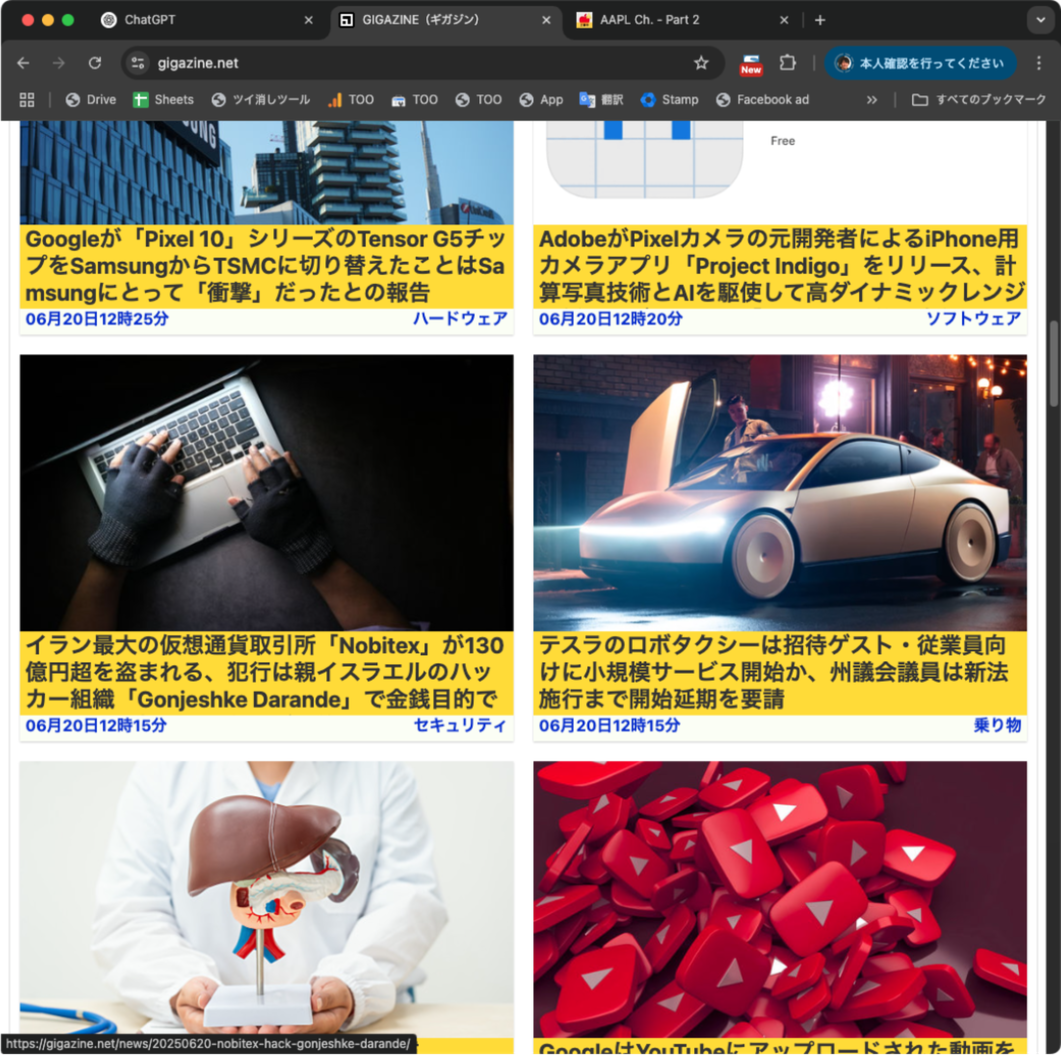 ChatGPT
GIGAZINE（ギガジン）
AAPL Ch. - Part 2
gigazine.net
New
本人確認を行ってください
Drive
Sheets
ツイ消しツール
TOO
TOO
TOO
App
翻訳
Stamp
Facebook ad
»
すべてのブックマーク
Free
Googleが「Pixel 10」シリーズのTensor G5チッ
プをSamsungからTSMCに切り替えたことはSa
msungにとって「衝撃」だったとの報告
06月20日12時25分
ハードウェア
AdobeがPixelカメラの元開発者によるiPhone用
カメラアプリ「Project Indigo」をリリース、計
算写真技術とAIを駆使して高ダイナミックレンジ
06月20日12時20分
ソフトウェア
イラン最大の仮想通貨取引所「Nobitex」が130
億円超を盗まれる、犯行は親イスラエルのハッ
カー組織「Gonjeshke Darande」で金銭目的で
06月20日12時15分
セキュリティ
テスラのロボタクシーは招待ゲスト・従業員向
けに小規模サービス開始か、州議会議員は新法
施行まで開始延期を要請
06月20日12時15分
乗り物
GoogleはYouTubeにアップロードされた動画を
https://gigazine.net/news/20250620-nobitex-hack-gonjeshke-darande/